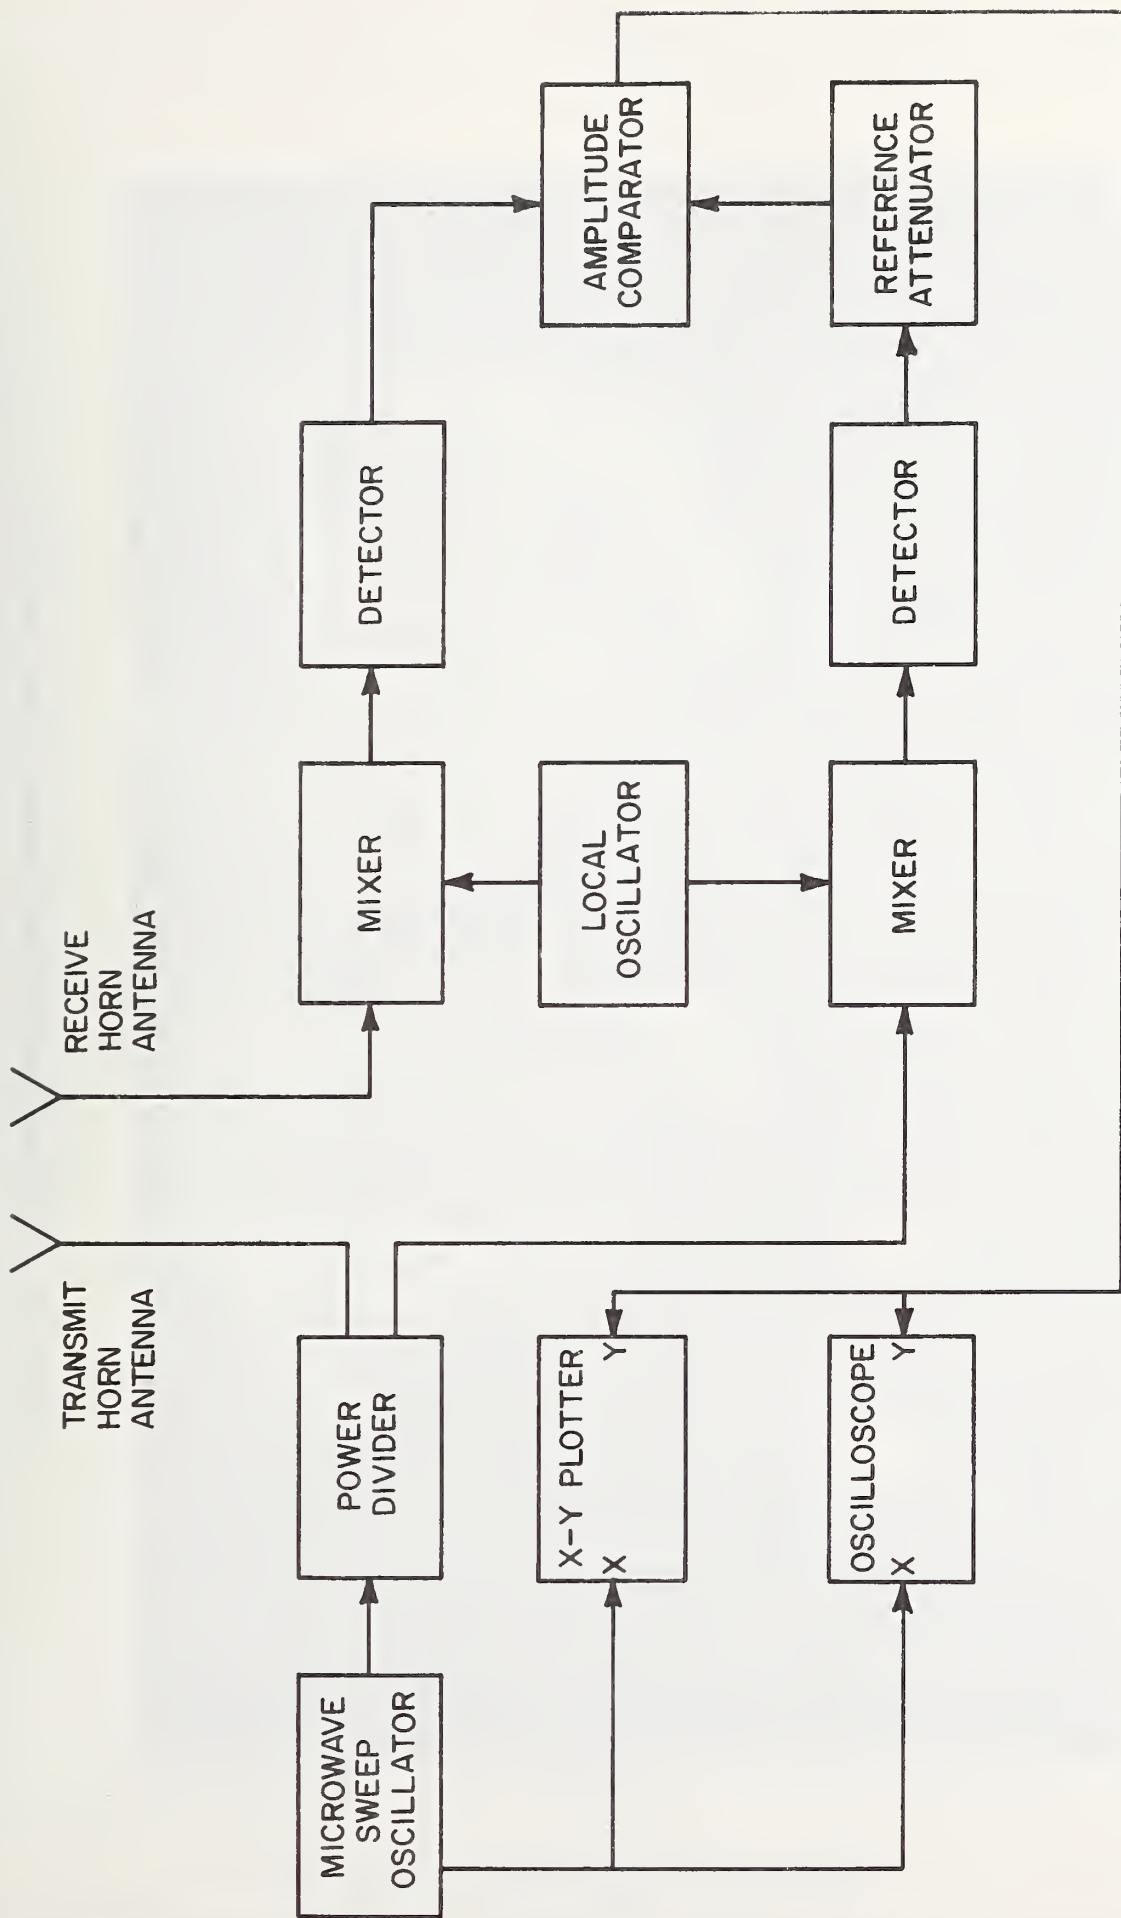 TRANSMIT
HORN
ANTENNA
RECEIVE
HORN
ANTENNA
MICROWAVE
SWEEP
OSCILLATOR
POWER
DIVIDER
MIXER
DETECTOR
X-Y PLOTTER
X Y
LOCAL
OSCILLATOR
AMPLITUDE
COMPARATOR
OSCILLOSCOPE
X Y
MIXER
DETECTOR
REFERENCE
ATTENUATOR